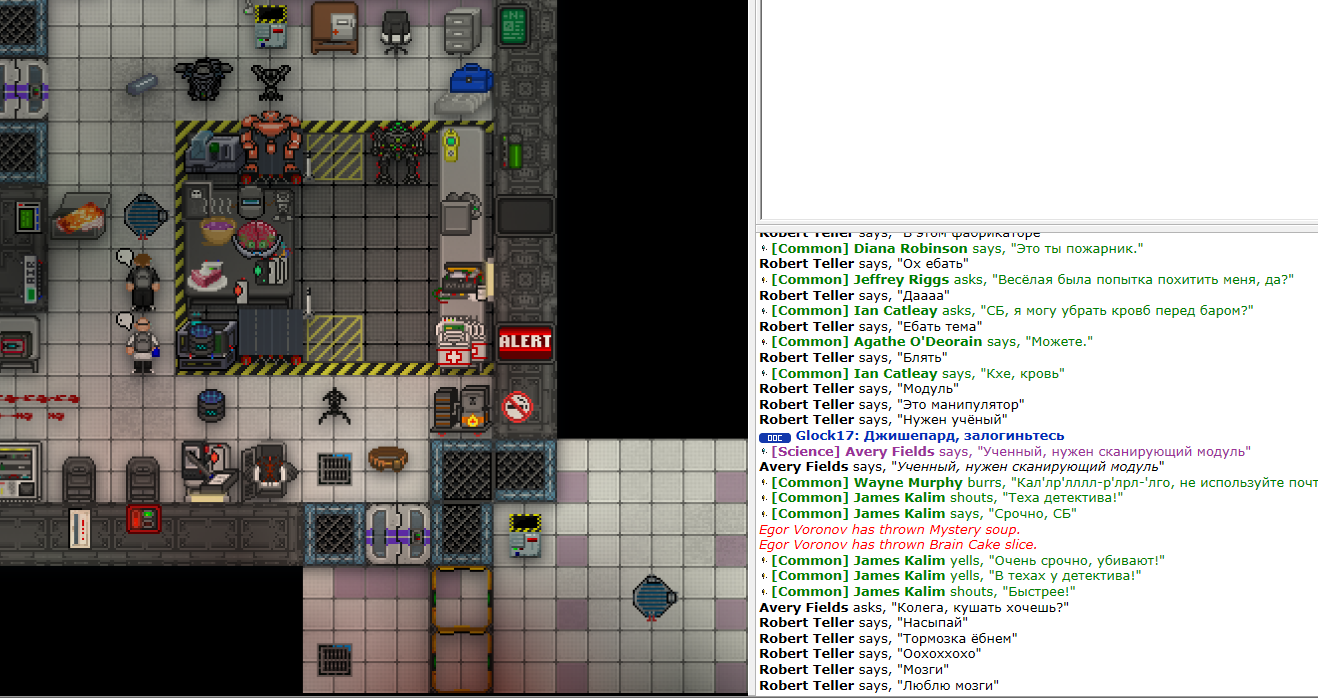 ALERT
Robert Teller says, "В этом фабрикаторе"
[Common] Diana Robinson says, "Это ты пожарник."
Robert Teller says, "Ох ебать"
[Common] Jeffrey Riggs asks, "Весёлая была попытка похитить меня, да?"
Robert Teller says, "Даааа"
[Common] Ian Catleay asks, "СБ, я могу убрать кровб перед баром?"
Robert Teller says, "Ебать тема"
[Common] Agathe O'Deorain says, "Можете."
Robert Teller says, "Блять"
[Common] Ian Catleay says, "Кхе, кровь"
Robert Teller says, "Модуль"
Robert Teller says, "Это манипулятор"
Robert Teller says, "Нужен учёный"
OOC Glock17: Джишепард, залогиньтесь
[Science] Avery Fields says, "Ученный, нужен сканирующий модуль"
Avery Fields says, "Ученный, нужен сканирующий модуль"
[Common] Wayne Murphy burrs, "Кал'лр'лллл-р'лрл-'лго, не используйте почт
[Common] James Kalim shouts, "Теха детектива!"
[Common] James Kalim says, "Срочно, СБ"
Egor Voronov has thrown Mystery soup.
Egor Voronov has thrown Brain Cake slice.
[Common] James Kalim yells, "Очень срочно, убивают!"
[Common] James Kalim yells, "В техах у детектива!"
[Common] James Kalim shouts, "Быстрее!"
Avery Fields asks, "Колега, кушать хочешь?"
Robert Teller says, "Насыпай"
Robert Teller says, "Тормозка ёбнем"
Robert Teller says, "Оохоххохо"
Robert Teller says, "Мозги"
Robert Teller says, "Люблю мозги"